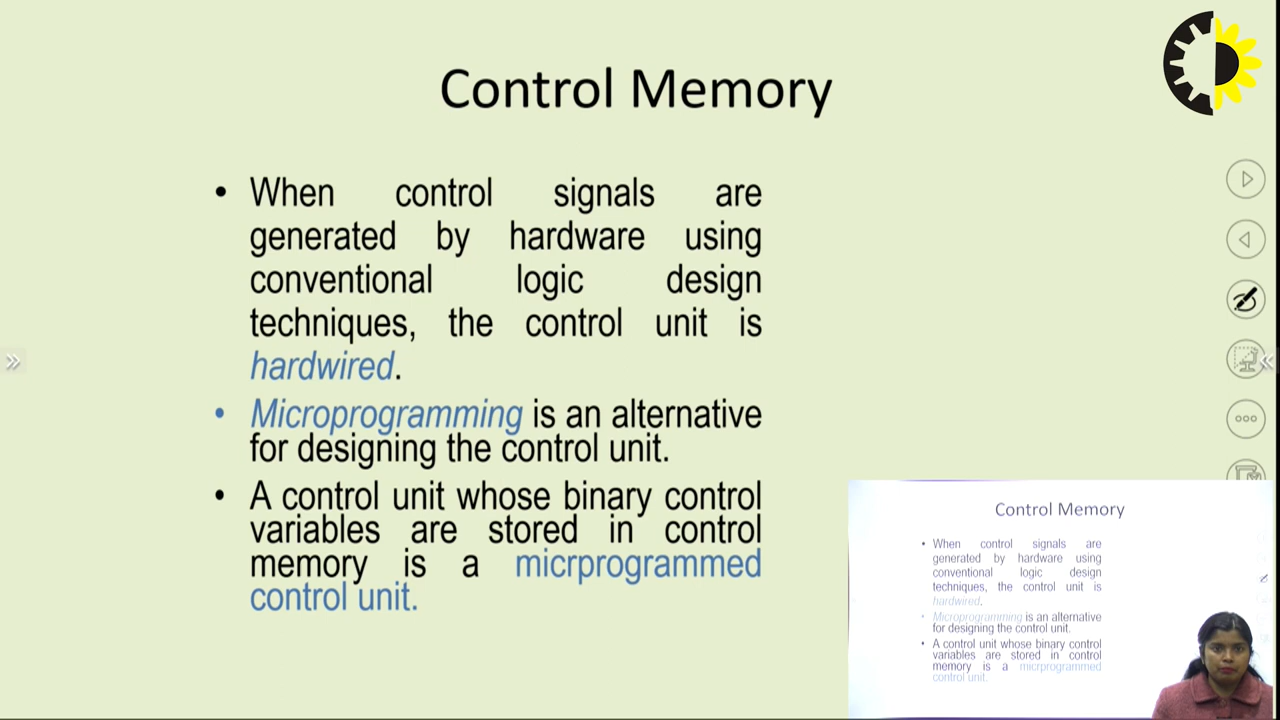 Control Memory
• When control signals are
generated by hardware using
conventional logic design
techniques, the control unit is
hardwired.
• Microprogramming is an alternative
for designing the control unit.
• A control unit whose binary control
variables are stored in control
memory is a micrprogrammed
control unit.
Control Memory
• When control signals are
generated by hardware using
conventional logic design
techniques, the control unit is
hardwired.
• Microprogramming is an alternative
for designing the control unit.
• A control unit whose binary control
variables are stored in control
memory is a micrprogrammed
control unit.